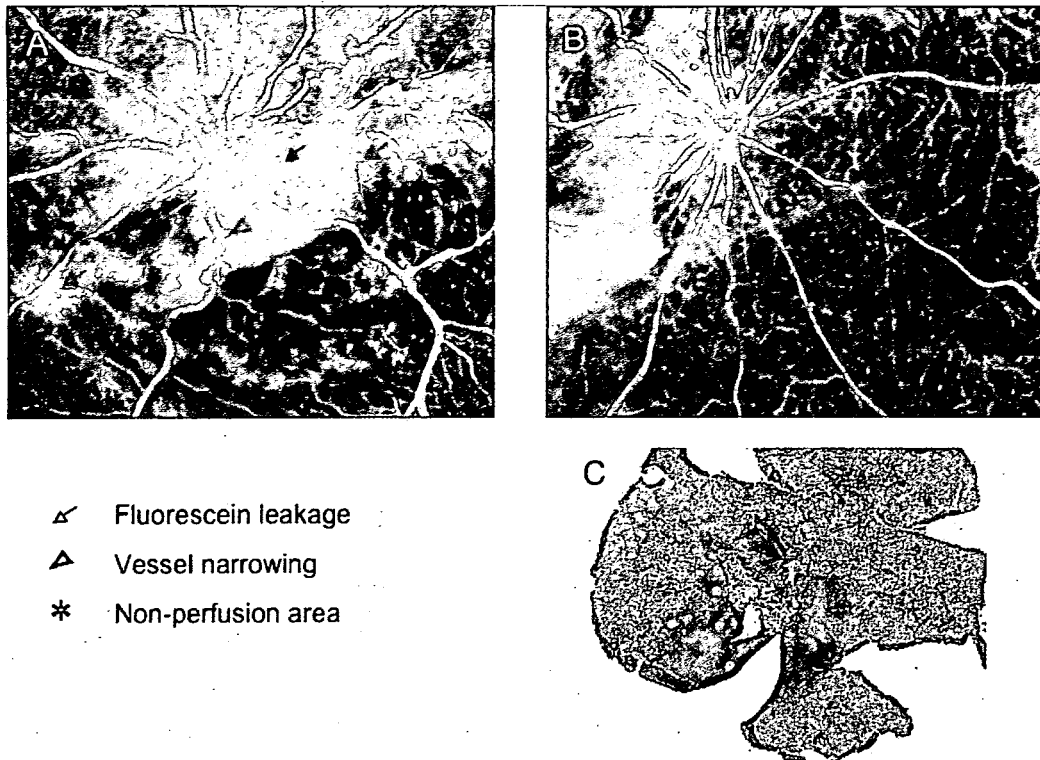 A
B
Fluorescein leakage
Vessel narrowing
* Non-perfusion area
C